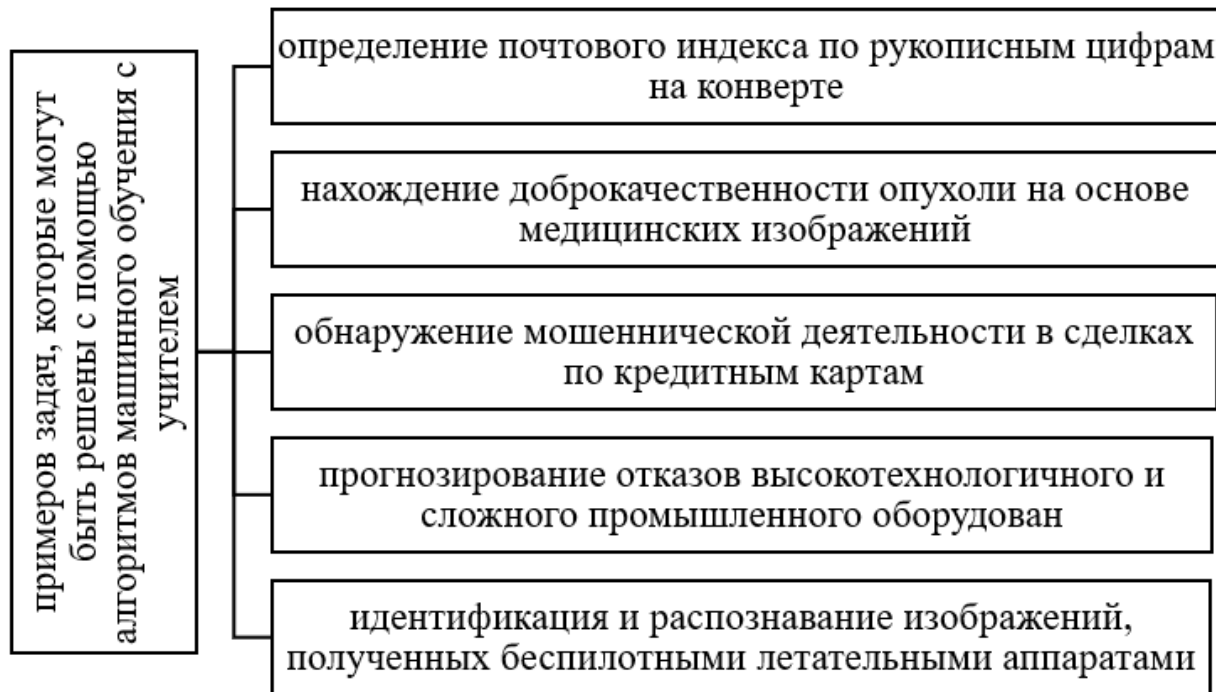 примеров задач, которые могут
быть решены с помощью
алгоритмов машинного обучения с
учителем
определение почтового индекса по рукописным цифрам
на конверте
нахождение доброкачественности опухоли на основе
медицинских изображений
обнаружение мошеннической деятельности в сделках
по кредитным картам
прогнозирование отказов высокотехнологичного и
сложного промышленного оборудован
идентификация и распознавание изображений,
полученных беспилотными летательными аппаратами